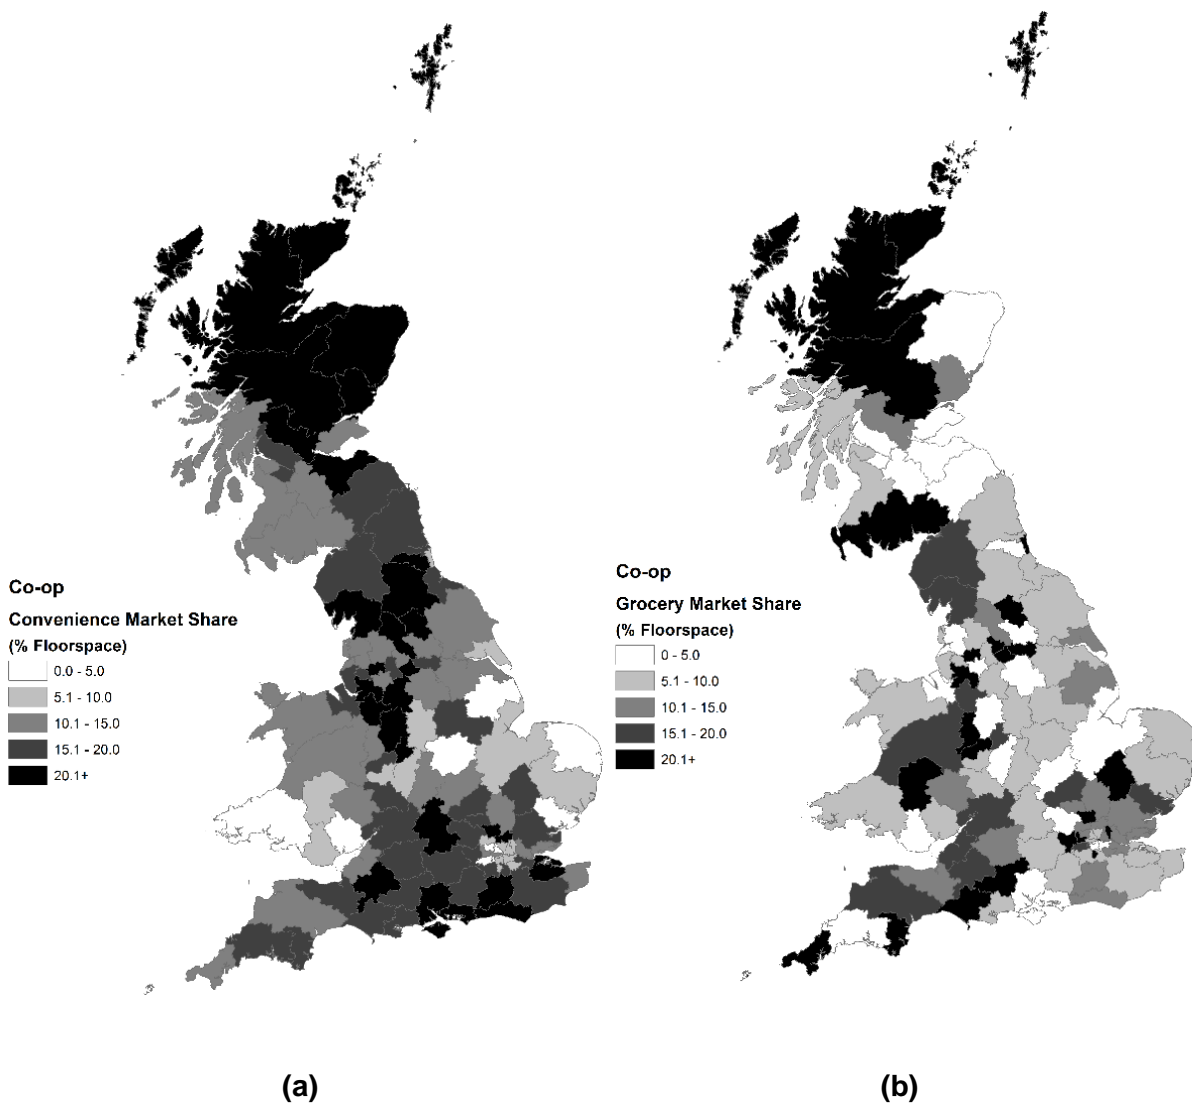 Co-op
Convenience Market Share
(% Floorspace)
0.0 - 5.0
5.1 - 10.0
10.1 - 15.0
15.1 - 20.0
20.1+
Co-op
Grocery Market Share
(% Floorspace)
0 - 5.0
5.1 - 10.0
10.1 - 15.0
15.1 - 20.0
20.1+
(a)
(b)